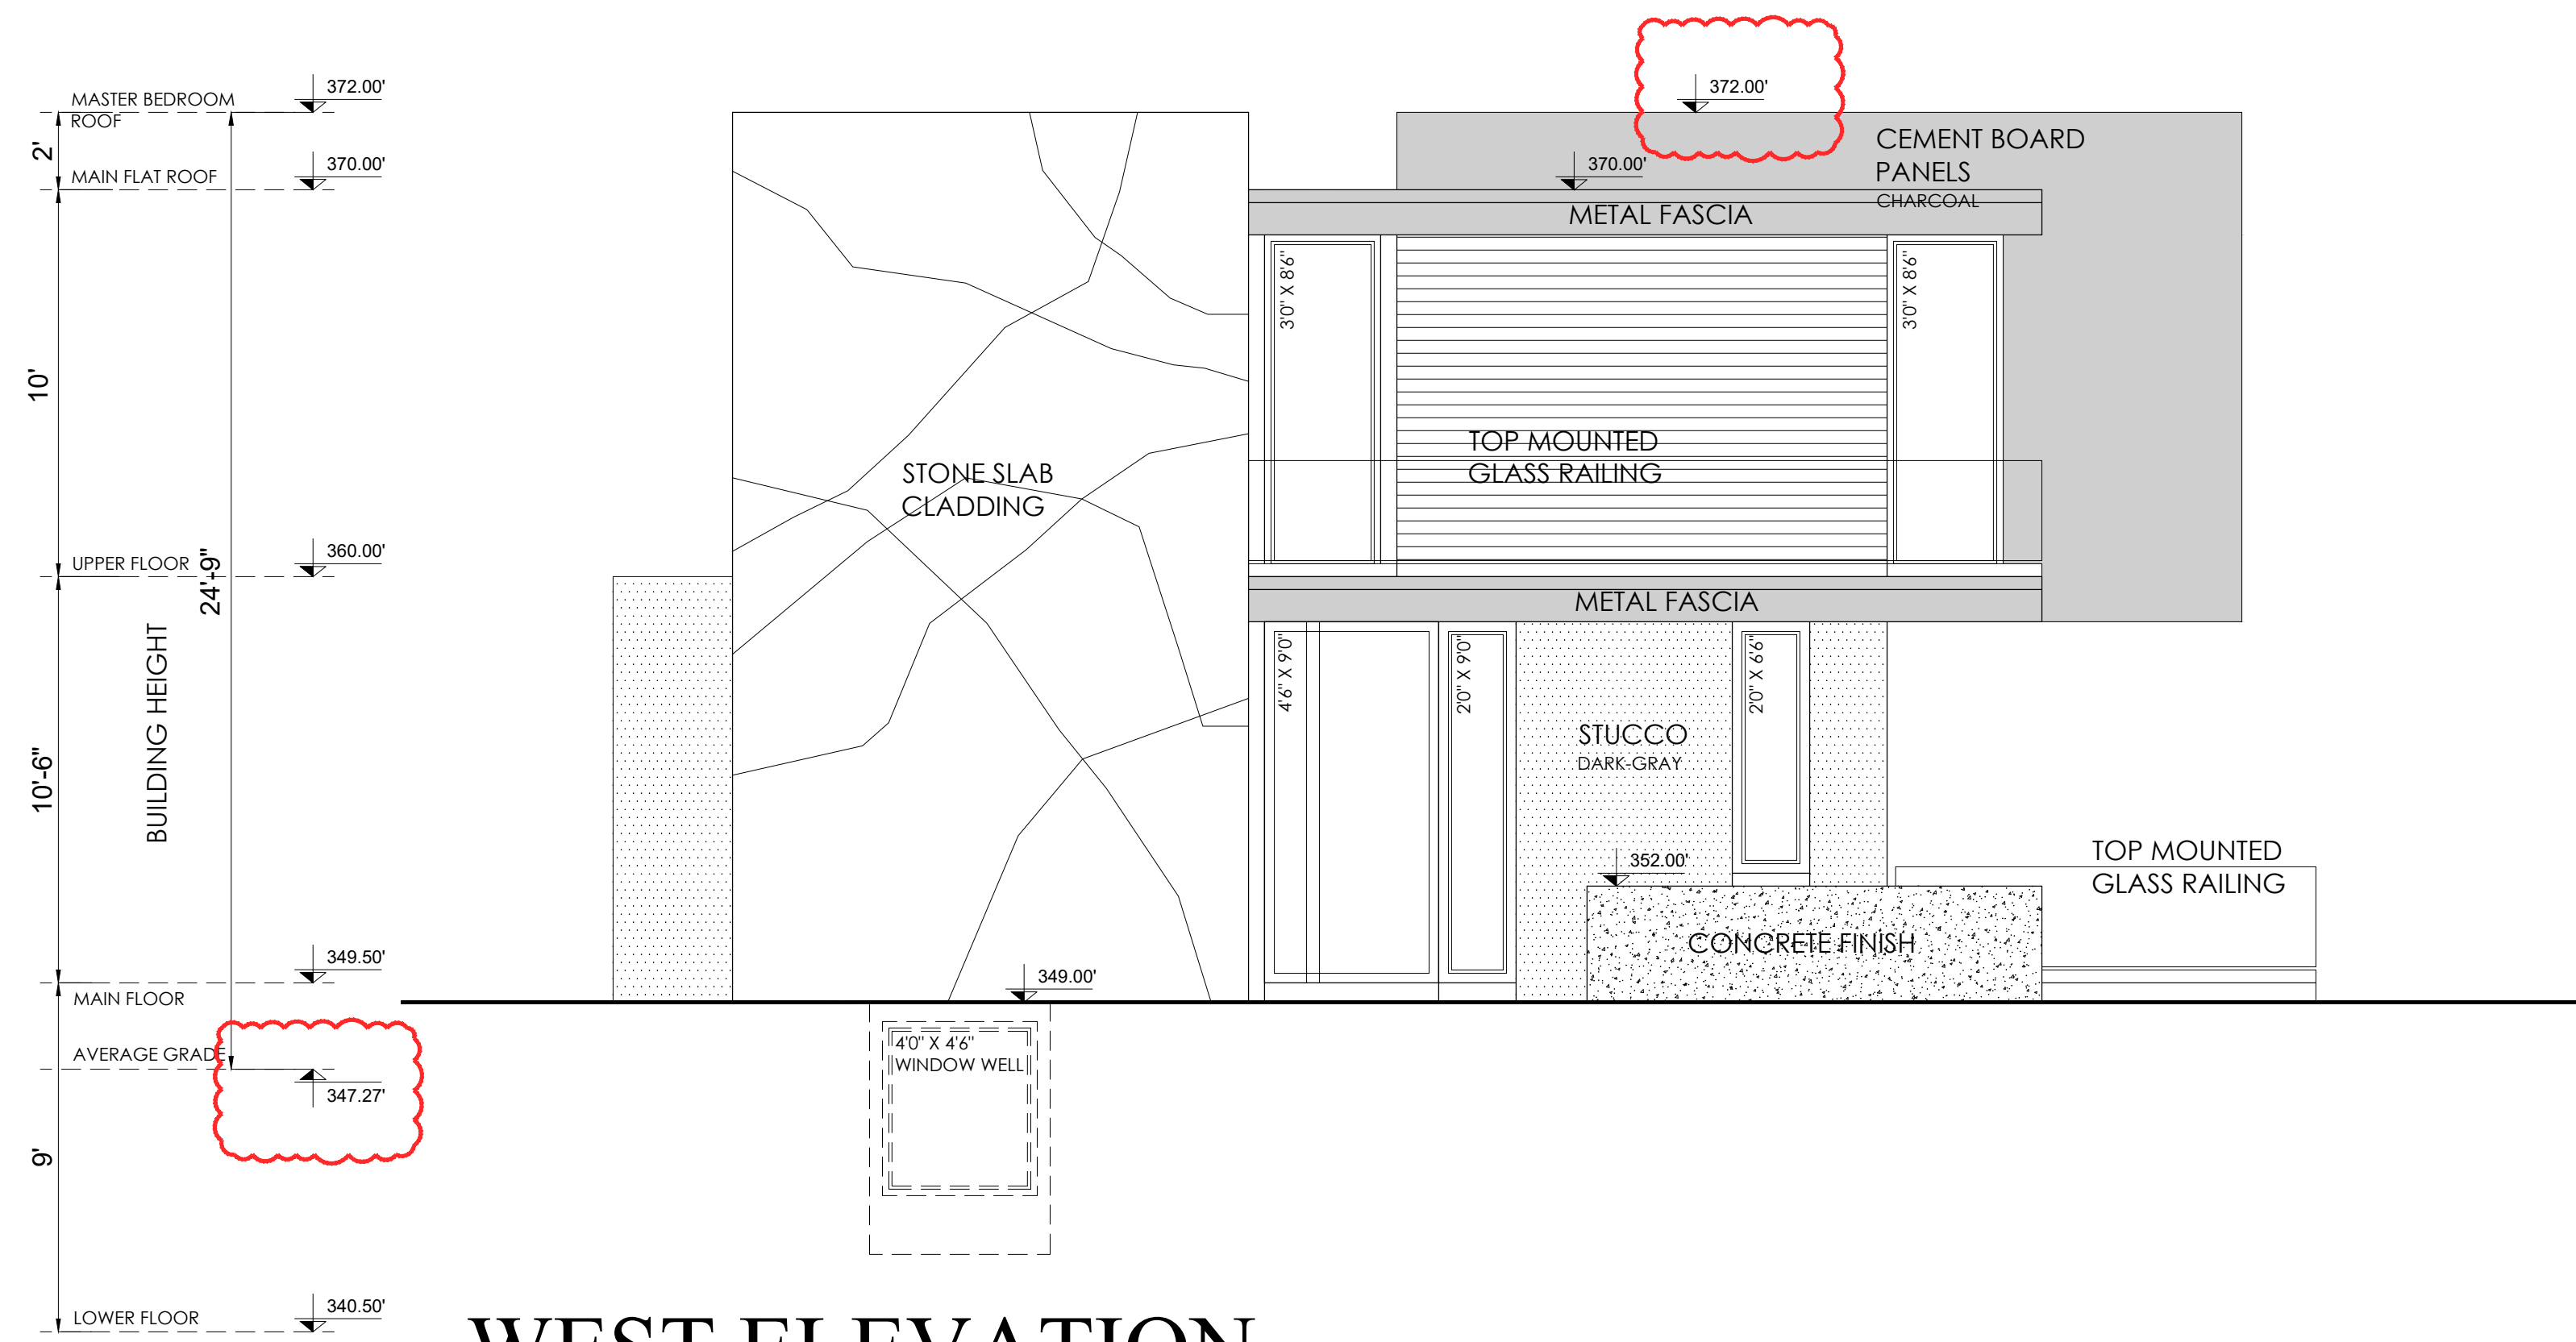 372.00'
MASTER BEDROOM
ROOF
372.00'
2'
MAIN FLAT ROOF
370.00'
370.00'
CEMENT BOARD
PANELS
CHARCOAL
METAL FASCIA
3'0" X 8'6"
3'0" X 8'6"
10'
TOP MOUNTED
GLASS RAILING
STONE SLAB
CLADDING
UPPER FLOOR
360.00'
24'-9"
METAL FASCIA
BUILDING HEIGHT
4'6" X 9'0"
2'0" X 9'0"
2'0" X 6'6"
STUCCO
DARK-GRAY
10'-6"
352.00'
TOP MOUNTED
GLASS RAILING
CONCRETE FINISH
349.50'
349.00'
MAIN FLOOR
AVERAGE GRADE
347.27'
4'0" X 4'6"
WINDOW WELL
9'
LOWER FLOOR
340.50'
WEST ELEVATION